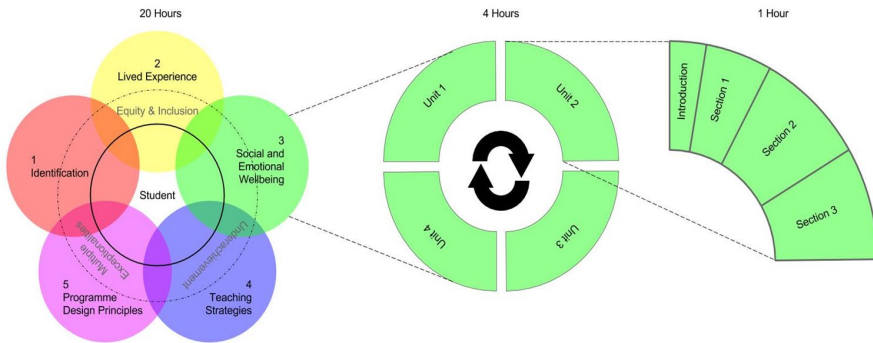 20 Hours
4 Hours
1 Hour
2
Lived Experience
Equity & Inclusion
3
Social and
Emotional
Wellbeing
1
Identification
Student
Multiple
Exceptionalities
Underachievement
5
Programme
Design Principles
4
Teaching
Strategies
Unit 1
Unit 2
Unit 3
Unit 4
Introduction
Section 1
Section 2
Section 3